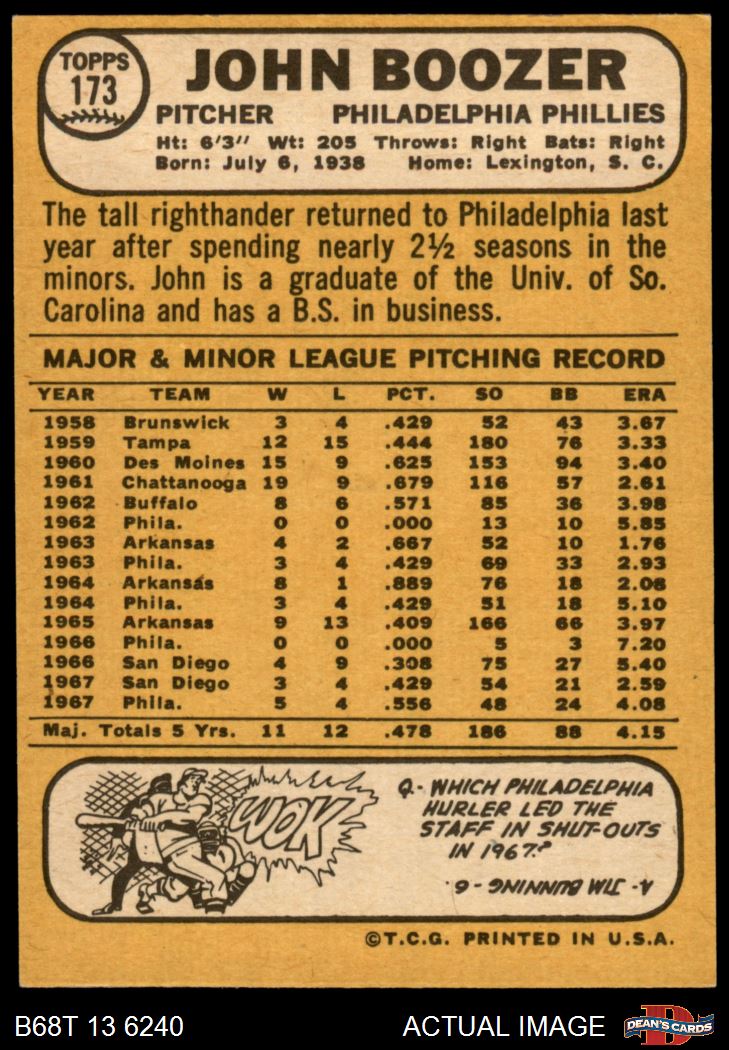 TOPPS
173
JOHN BOOZER
PITCHER PHILADELPHIA PHILLIES
Ht: 6'3" Wt: 205 Throws: Right Bats: Right
Born: July 6, 1938 Home: Lexington, S. C.
The tall righthander returned to Philadelphia last
year after spending nearly 2½ seasons in the
minors. John is a graduate of the Univ. of So.
Carolina and has a B.S. in business.
MAJOR & MINOR LEAGUE PITCHING RECORD
YEAR TEAM W L PCT. SO BB ERA
1958 Brunswick 3 4 .429 52 43 3.67
1959 Tampa 12 15 .444 180 76 3.33
1960 Des Moines 15 9 .625 153 94 3.40
1961 Chattanooga 19 9 .679 116 57 2.61
1962 Buffalo 8 6 .571 85 36 3.98
1962 Phila. 0 0 .000 13 10 5.85
1963 Arkansas 4 2 .667 52 10 1.76
1963 Phila. 3 4 .429 69 33 2.93
1964 Arkansas 8 1 .889 76 18 2.08
1964 Phila. 3 4 .429 51 18 5.10
1965 Arkansas 9 13 .409 166 66 3.97
1966 Phila. 0 0 .000 5 3 7.20
1966 San Diego 4 9 .308 75 27 5.40
1967 San Diego 3 4 .429 54 21 2.59
1967 Phila. 5 4 .556 48 24 4.08
Maj. Totals 5 Yrs. 11 12 .478 186 88 4.15
WOK
Q- WHICH PHILADELPHIA
HURLER LED THE
STAFF IN SHUT-OUTS
IN 1967?
A- JIM BUNNING - 6
©T.C.G. PRINTED IN U.S.A.
B68T 13 6240 ACTUAL IMAGE
DEAN'S CARDS